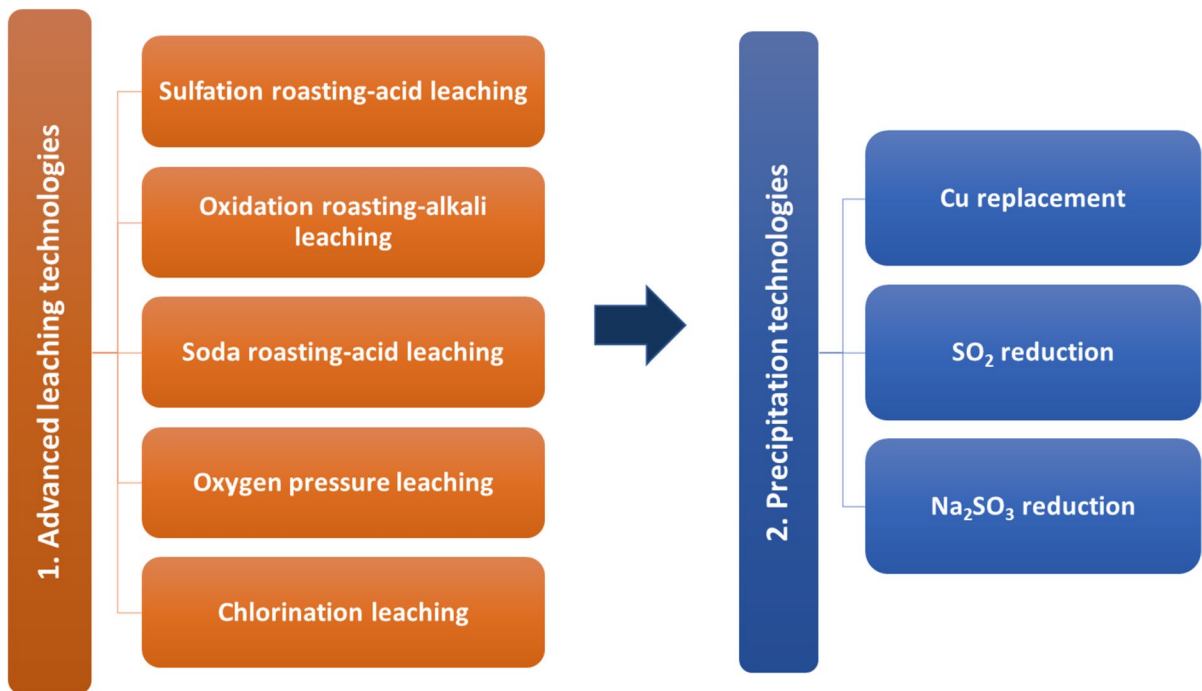 1. Advanced leaching technologies
Sulfation roasting-acid leaching
Oxidation roasting-alkali
leaching
Soda roasting-acid leaching
Oxygen pressure leaching
Chlorination leaching
2. Precipitation technologies
Cu replacement
SO₂ reduction
Na₂SO₃ reduction